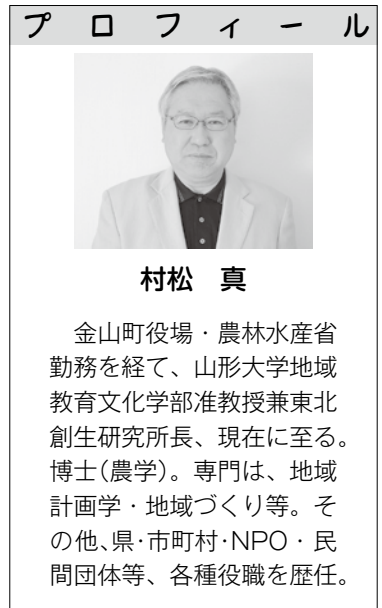 プロフィール
村松　真
　金山町役場・農林水産省
勤務を経て、山形大学地域
教育文化学部准教授兼東北
創生研究所長、現在に至る。
博士(農学)。専門は、地域
計画学・地域づくり等。そ
の他、県・市町村・NPO・民
間団体等、各種役職を歴任。